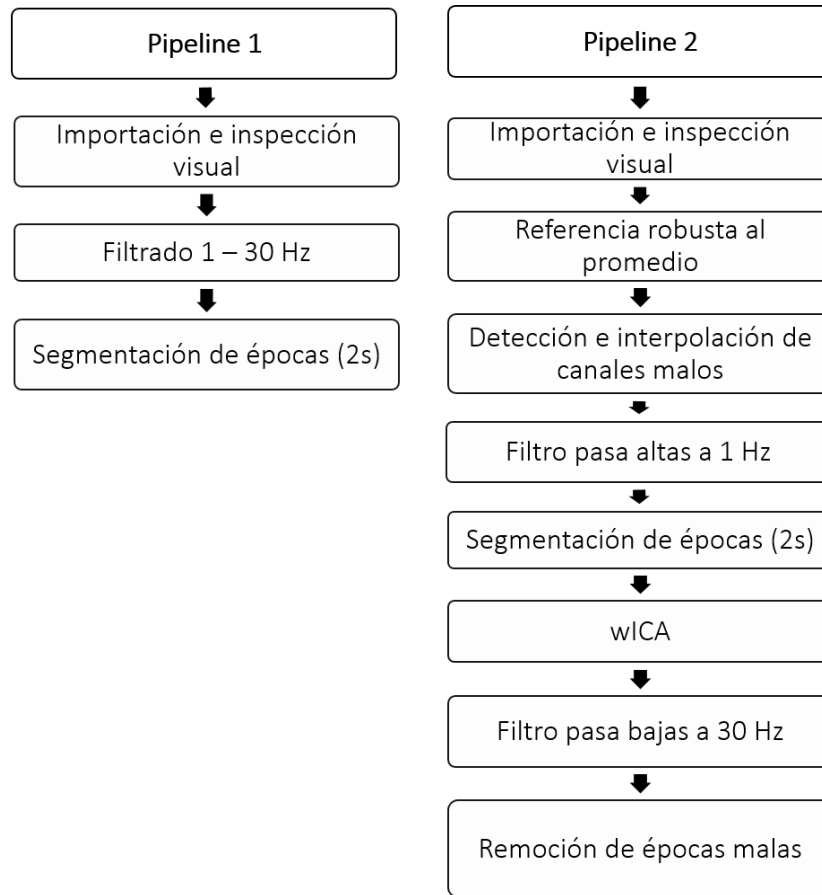 Pipeline 1
Importación e inspección
visual
Filtrado 1 – 30 Hz
Segmentación de épocas (2s)
Pipeline 2
Importación e inspección
visual
Referencia robusta al
promedio
Detección e interpolación de
canales malos
Filtro pasa altas a 1 Hz
Segmentación de épocas (2s)
wICA
Filtro pasa bajas a 30 Hz
Remoción de épocas malas